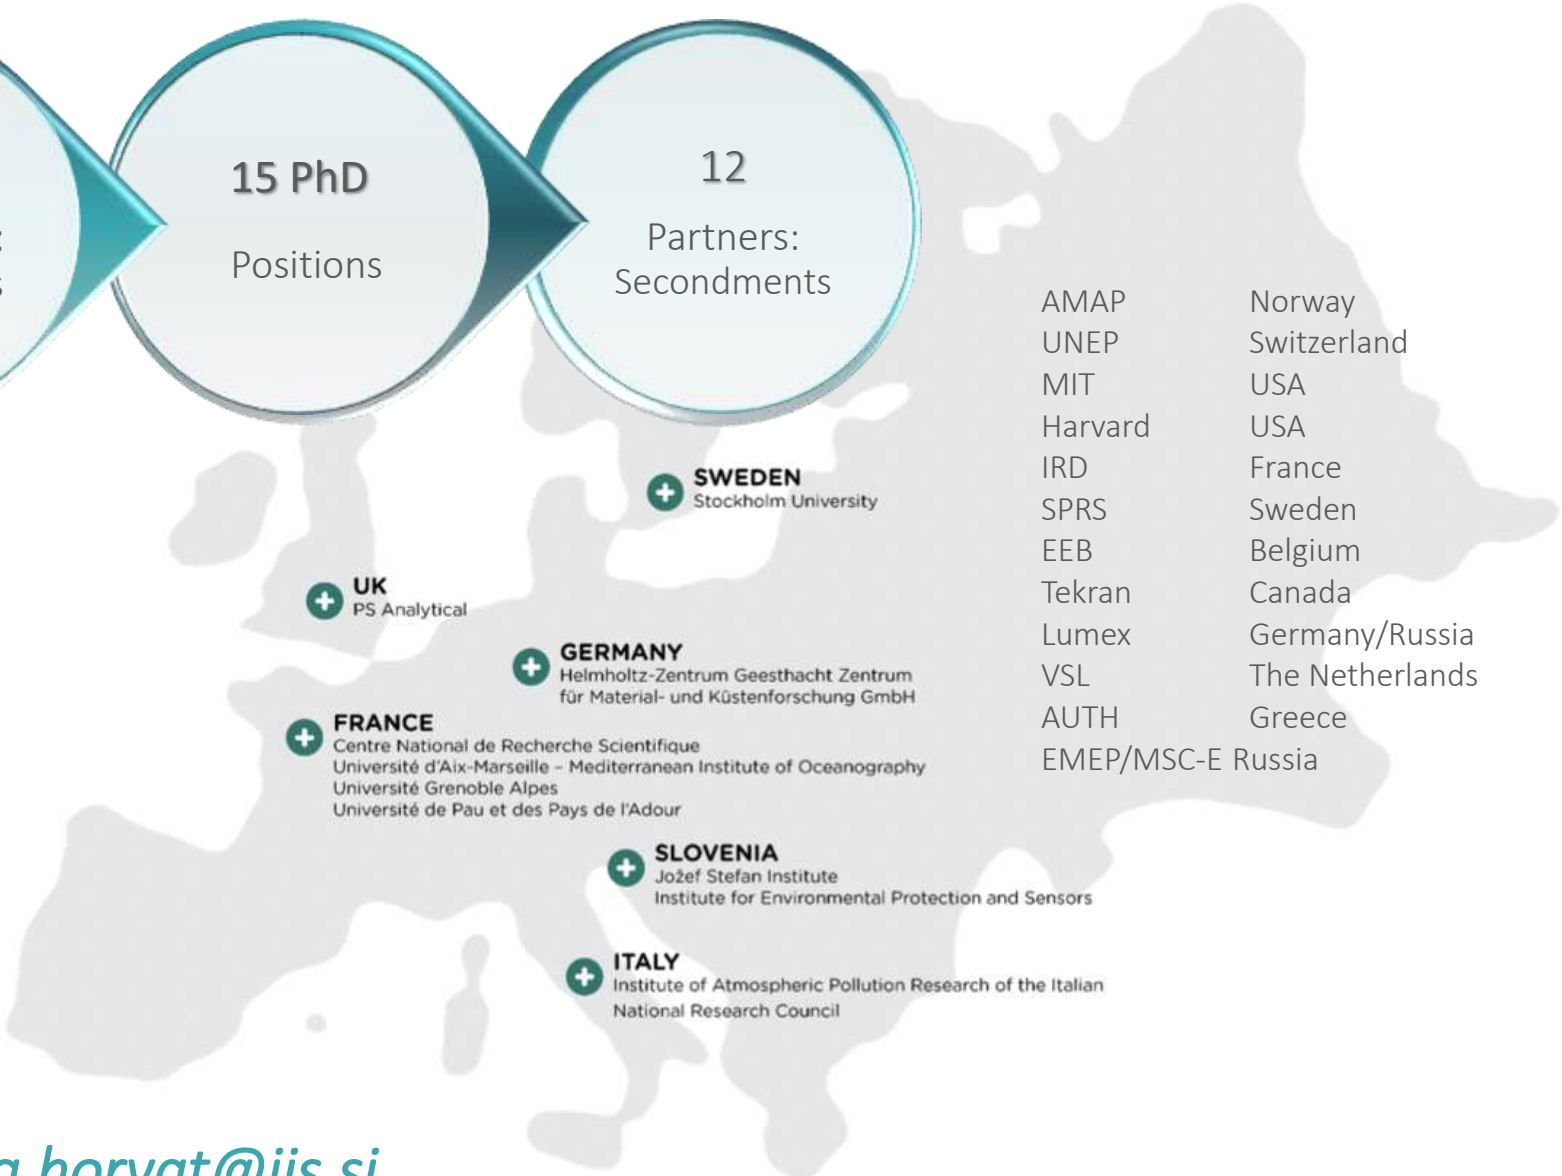 15 PhD
Positions
12
Partners:
Secondments
AMAP Norway
UNEP Switzerland
MIT USA
Harvard USA
IRD France
SPRS Sweden
EEB Belgium
Tekran Canada
Lumex Germany/Russia
VSL The Netherlands
AUTH Greece
EMEP/MSC-E Russia
SWEDEN
Stockholm University
UK
PS Analytical
GERMANY
Helmholtz-Zentrum Geesthacht Zentrum
für Material- und Küstenforschung GmbH
FRANCE
Centre National de Recherche Scientifique
Université d'Aix-Marseille – Mediterranean Institute of Oceanography
Université Grenoble Alpes
Université de Pau et des Pays de l'Adour
SLOVENIA
Jožef Stefan Institute
Institute for Environmental Protection and Sensors
ITALY
Institute of Atmospheric Pollution Research of the Italian
National Research Council
a.horvat@ijs.si